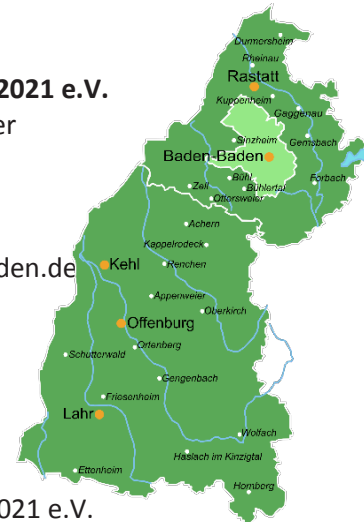 2021 e.V.
er
den.de
2021 e.V.
Durmersheim
Rheinau
Rastatt
Kuppenheim
Gaggenau
Sinzheim
Gernsbach
Baden-Baden
Bühl
Forbach
Zell
Bühlertal
Ottersweier
Achern
Kappelrodeck
Kehl
Renchen
Appenweier
Oberkirch
Offenburg
Ortenberg
Schutterwald
Gengenbach
Friesenheim
Lahr
Wolfach
Haslach im Kinzigtal
Ettenheim
Hornberg